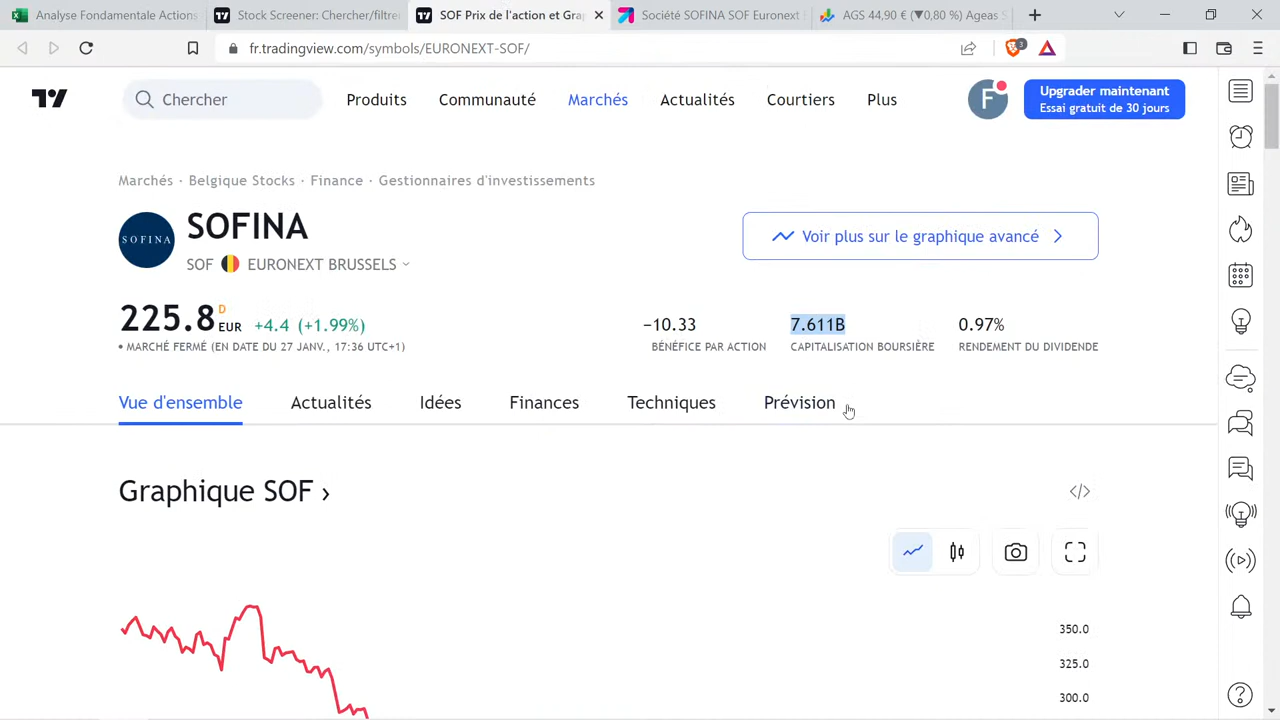 Analyse Fondamentale Actions
Stock Screener: Chercher/filtre
SOF Prix de l'action et Gra
Société SOFINA SOF Euronext
AGS 44,90 € (▼0,80 %) Ageas S
fr.tradingview.com/symbols/EURONEXT-SOF/
3
Chercher
Produits
Communauté
Marchés
Actualités
Courtiers
Plus
F
Upgrader maintenant
Essai gratuit de 30 jours
Marchés · Belgique Stocks · Finance · Gestionnaires d'investissements
SOFINA
SOFINA
SOF EURONEXT BRUSSELS
Voir plus sur le graphique avancé
225.8 D EUR +4.4 (+1.99%)
• MARCHÉ FERMÉ (EN DATE DU 27 JANV., 17:36 UTC+1)
−10.33
BÉNÉFICE PAR ACTION
7.611B
CAPITALISATION BOURSIÈRE
0.97%
RENDEMENT DU DIVIDENDE
Vue d'ensemble
Actualités
Idées
Finances
Techniques
Prévision
Graphique SOF ›
</>
350.0
325.0
300.0